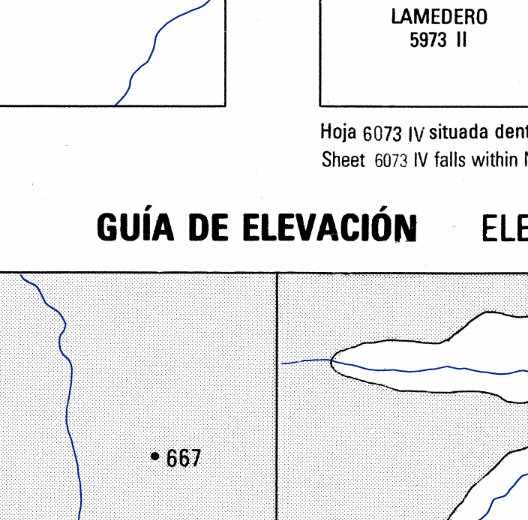 LAMEDERO
5973 II
Hoja 6073 IV situada dent
Sheet 6073 IV falls within
GUÍA DE ELEVACIÓN ELE
667